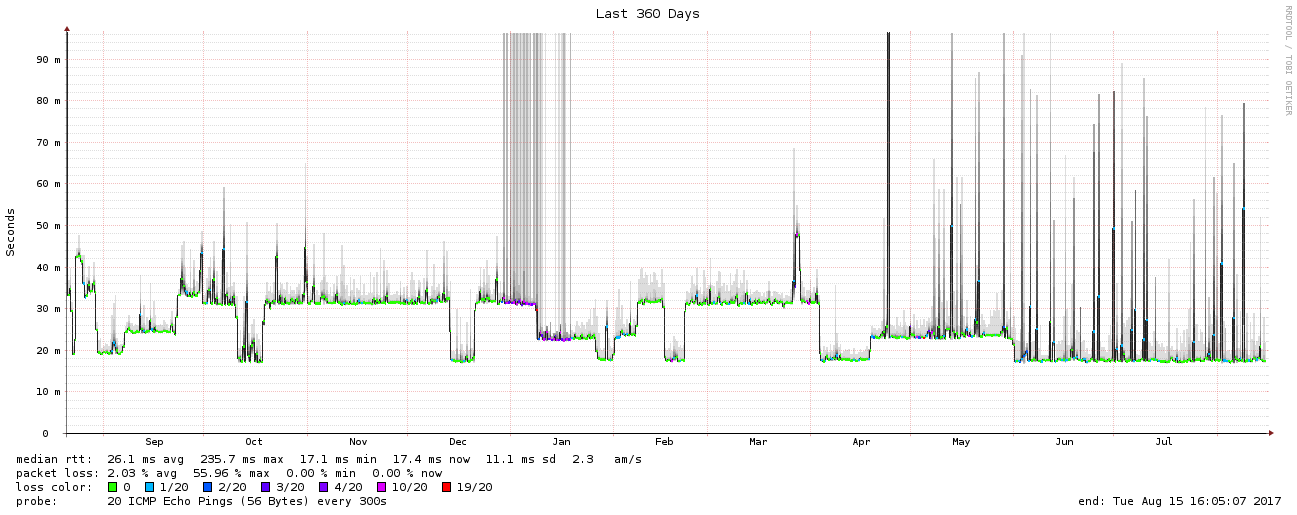 Last 360 Days
RRDTOOL / TOBI OETIKER
Seconds
90 m
80 m
70 m
60 m
50 m
40 m
30 m
20 m
10 m
0
Sep Oct Nov Dec Jan Feb Mar Apr May Jun Jul
median rtt: 26.1 ms avg 235.7 ms max 17.1 ms min 17.4 ms now 11.1 ms sd 2.3 am/s
packet loss: 2.03 % avg 55.96 % max 0.00 % min 0.00 % now
loss color: 0 1/20 2/20 3/20 4/20 10/20 19/20
probe: 20 ICMP Echo Pings (56 Bytes) every 300s
end: Tue Aug 15 16:05:07 2017